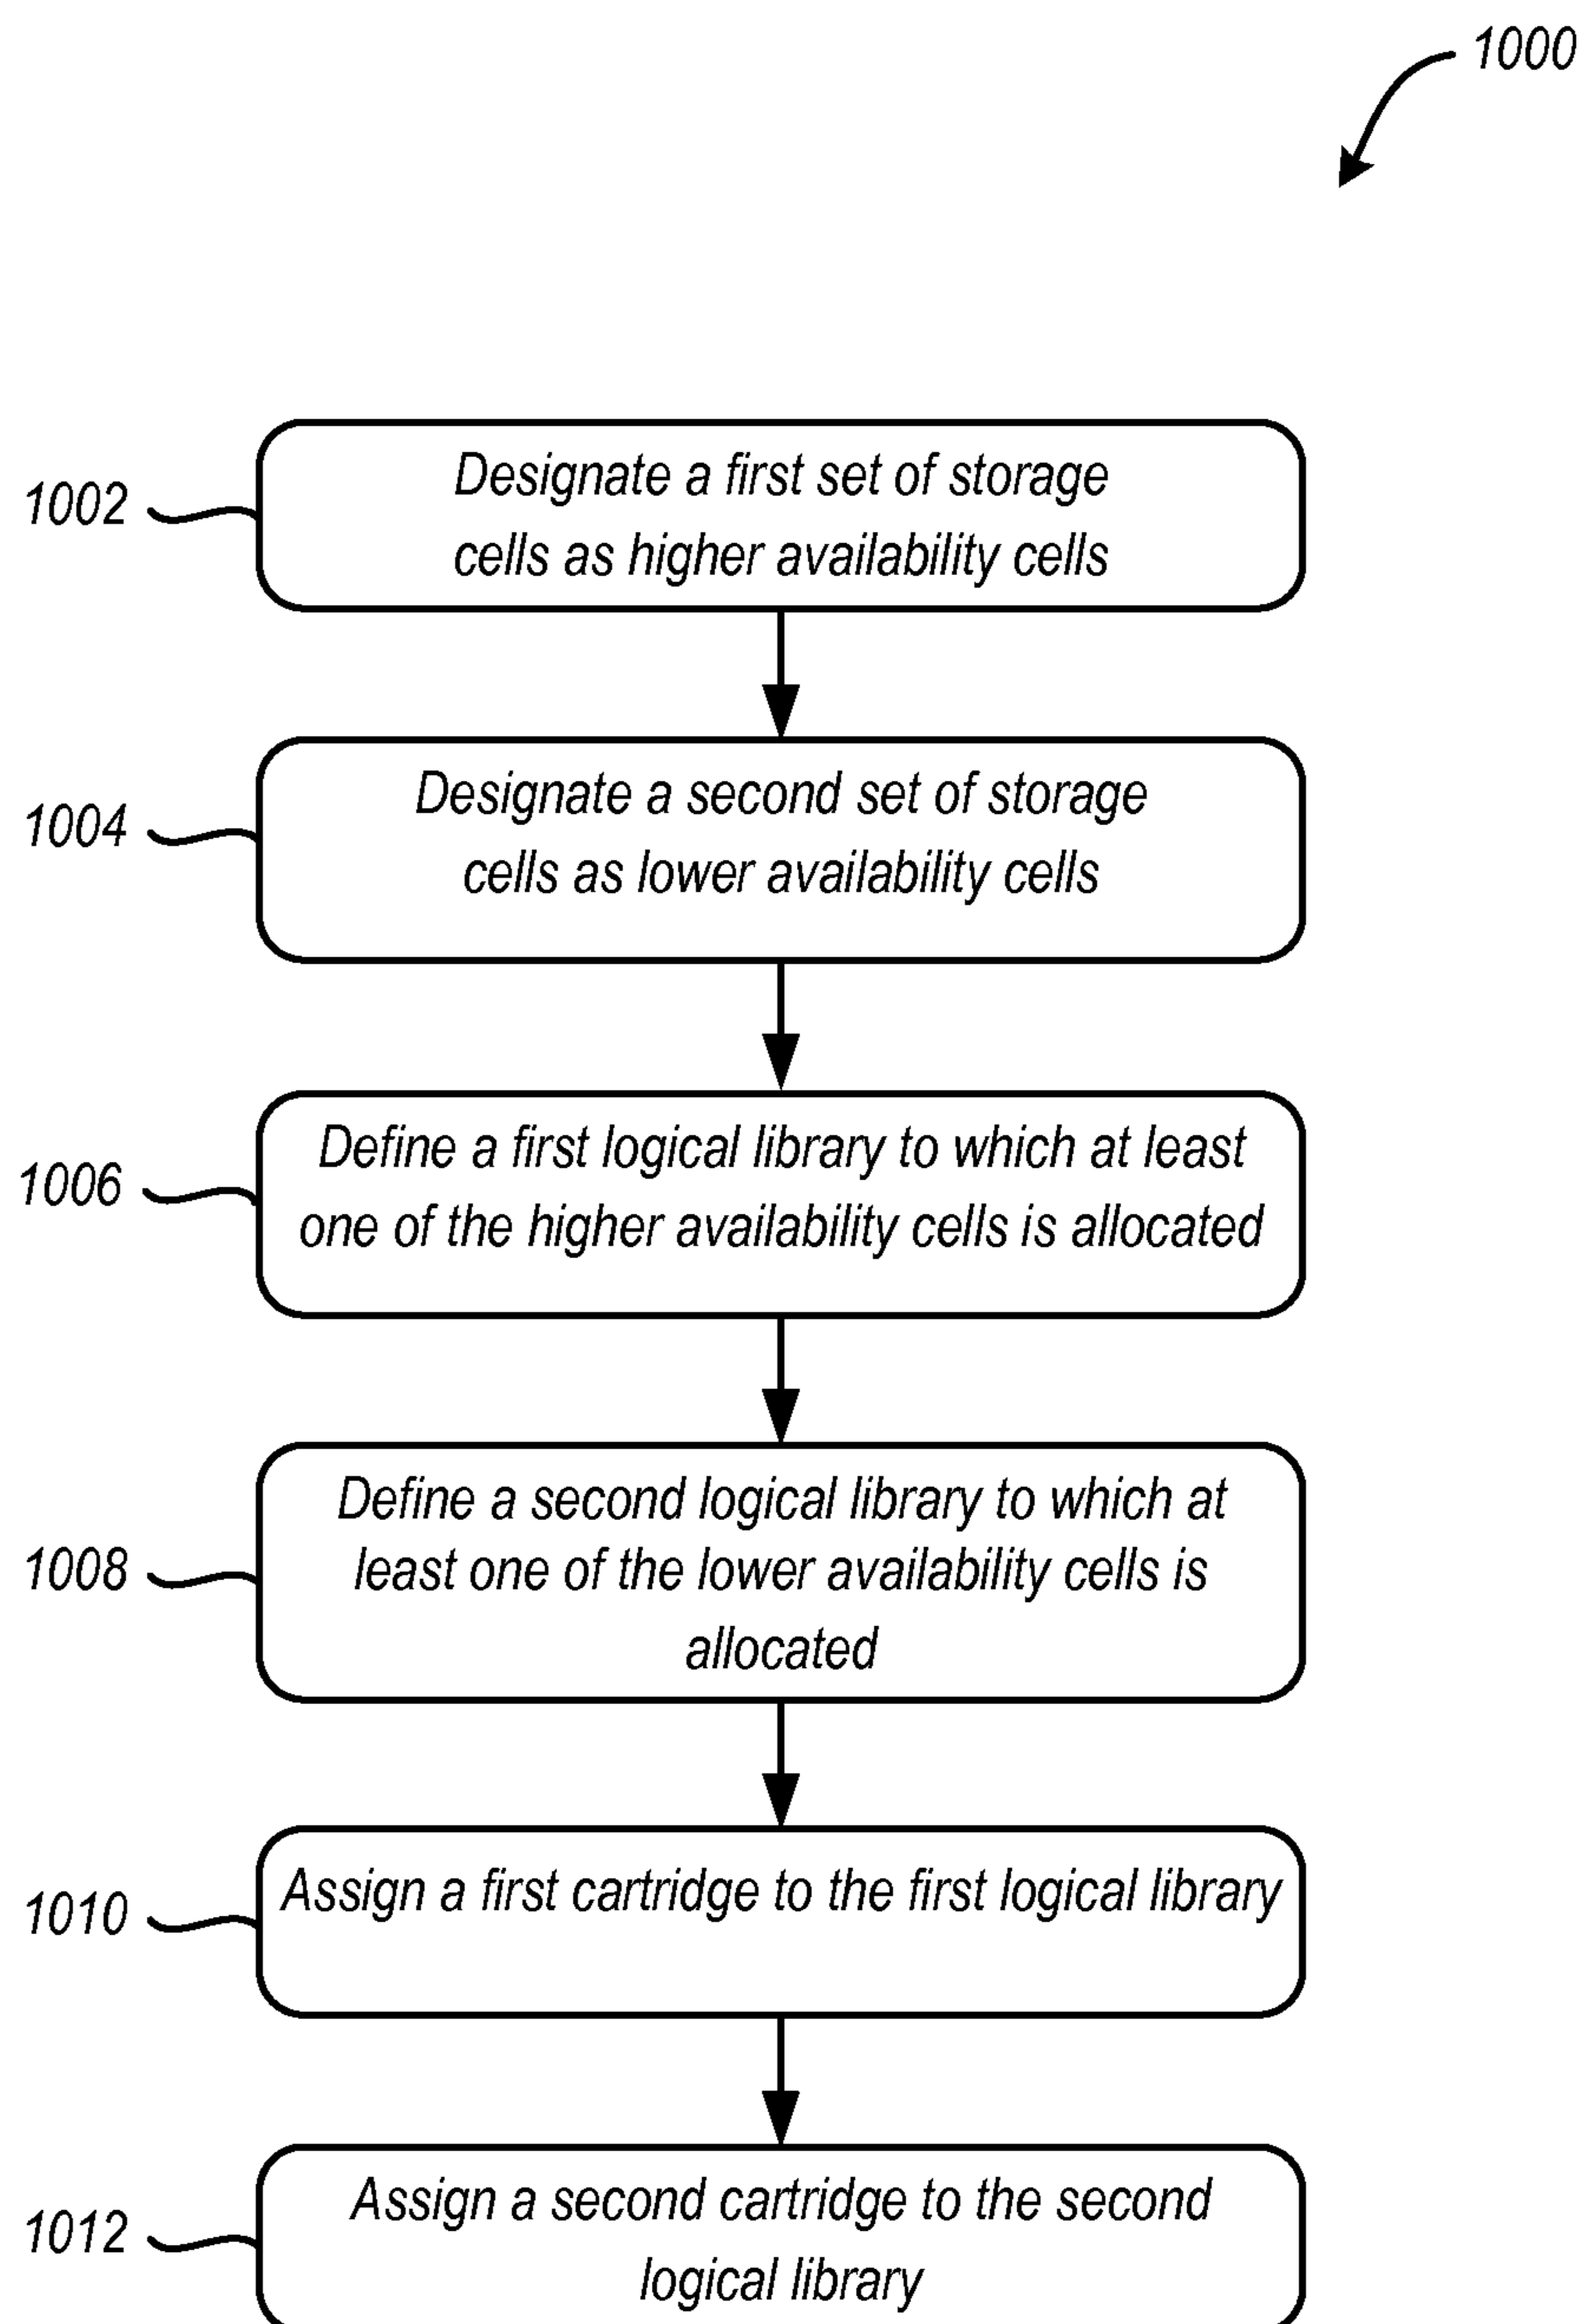 1000
1002
Designate a first set of storage
cells as higher availability cells
1004
Designate a second set of storage
cells as lower availability cells
1006
Define a first logical library to which at least
one of the higher availability cells is allocated
1008
Define a second logical library to which at
least one of the lower availability cells is
allocated
1010
Assign a first cartridge to the first logical library
1012
Assign a second cartridge to the second
logical library